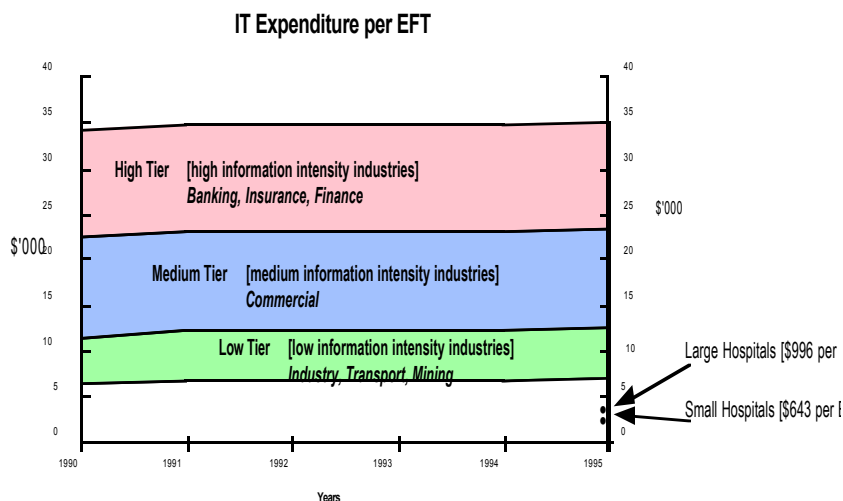 IT Expenditure per EFT
40
35
30
25
20
15
10
5
0
$'000
High Tier [high information intensity industries]
Banking, Insurance, Finance
Medium Tier [medium information intensity industries]
Commercial
Low Tier [low information intensity industries]
Industry, Transport, Mining
40
35
30
25
20
15
10
5
0
$'000
Large Hospitals [$996 per
Small Hospitals [$643 per
1990 1991 1992 1993 1994 1995
Years